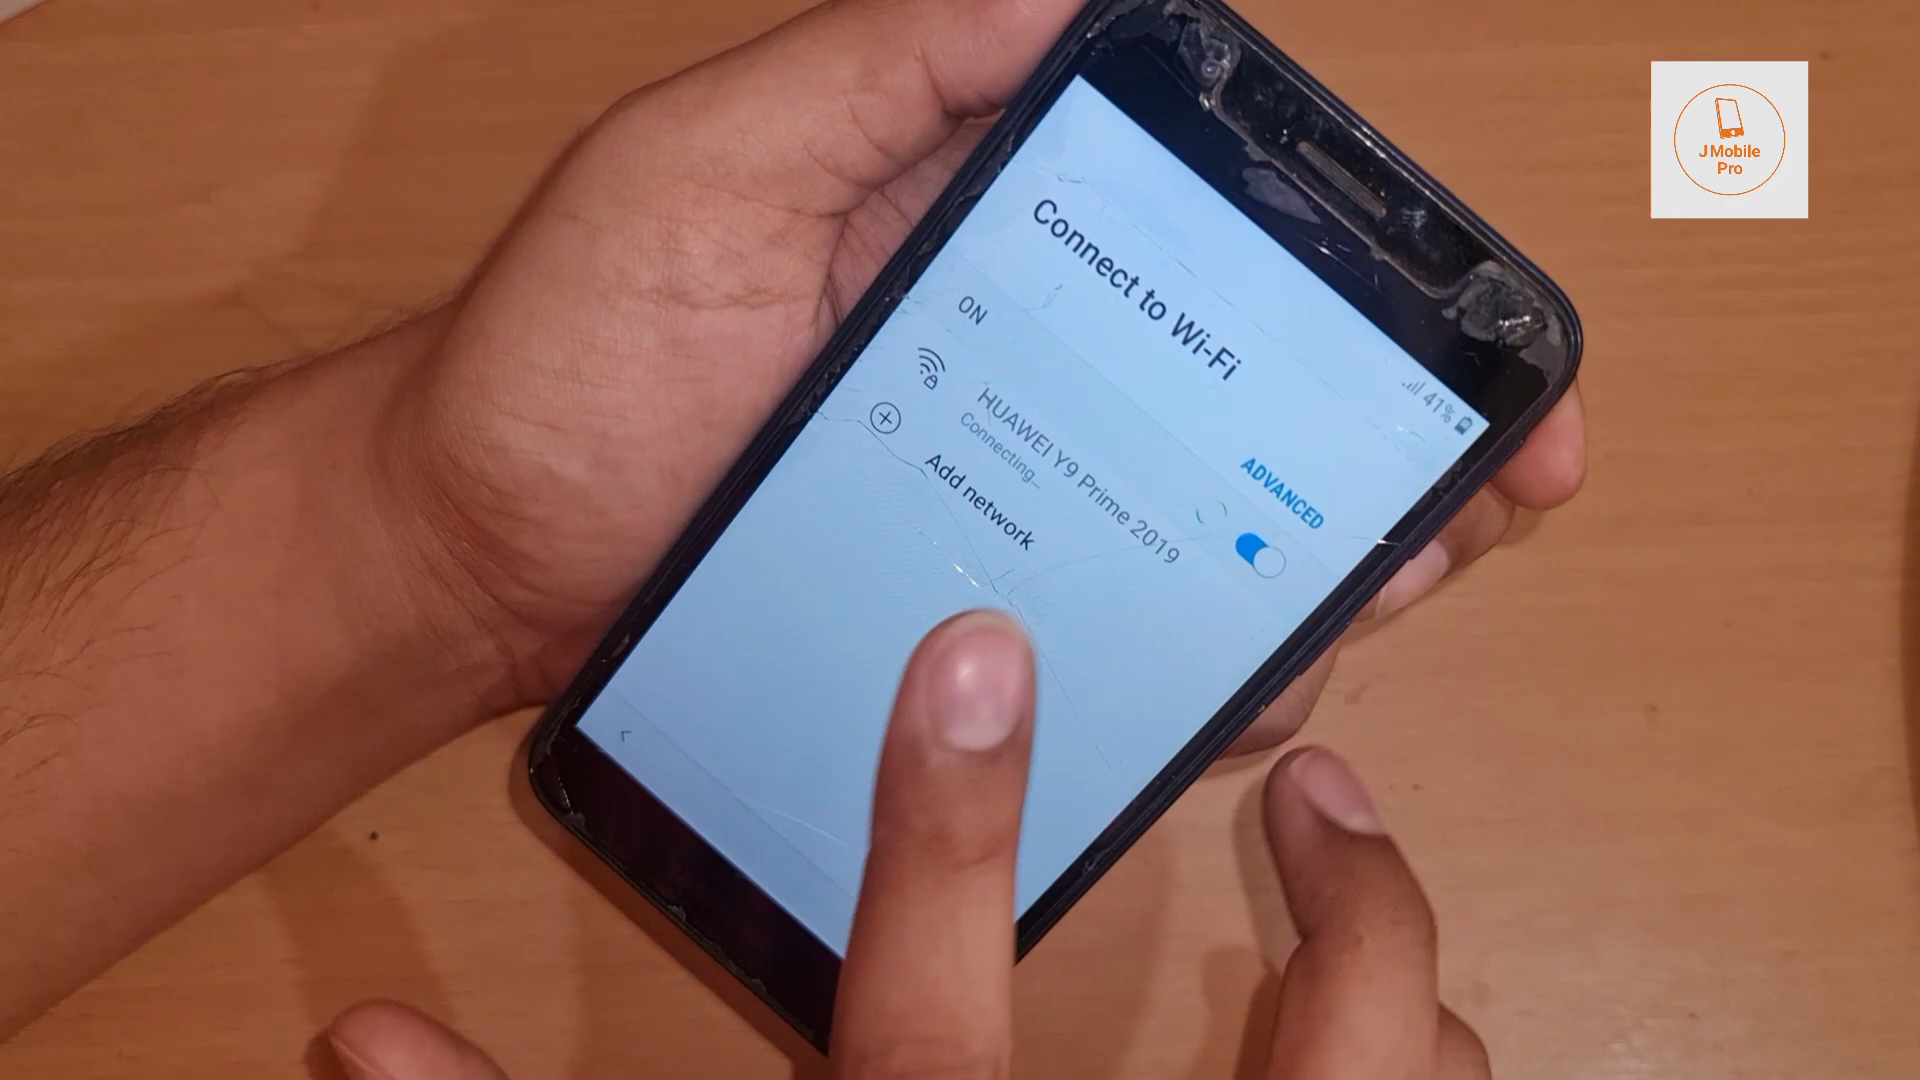 41%
Connect to Wi-Fi
ADVANCED
ON
HUAWEI Y9 Prime 2019
Connecting...
Add network
J Mobile
Pro